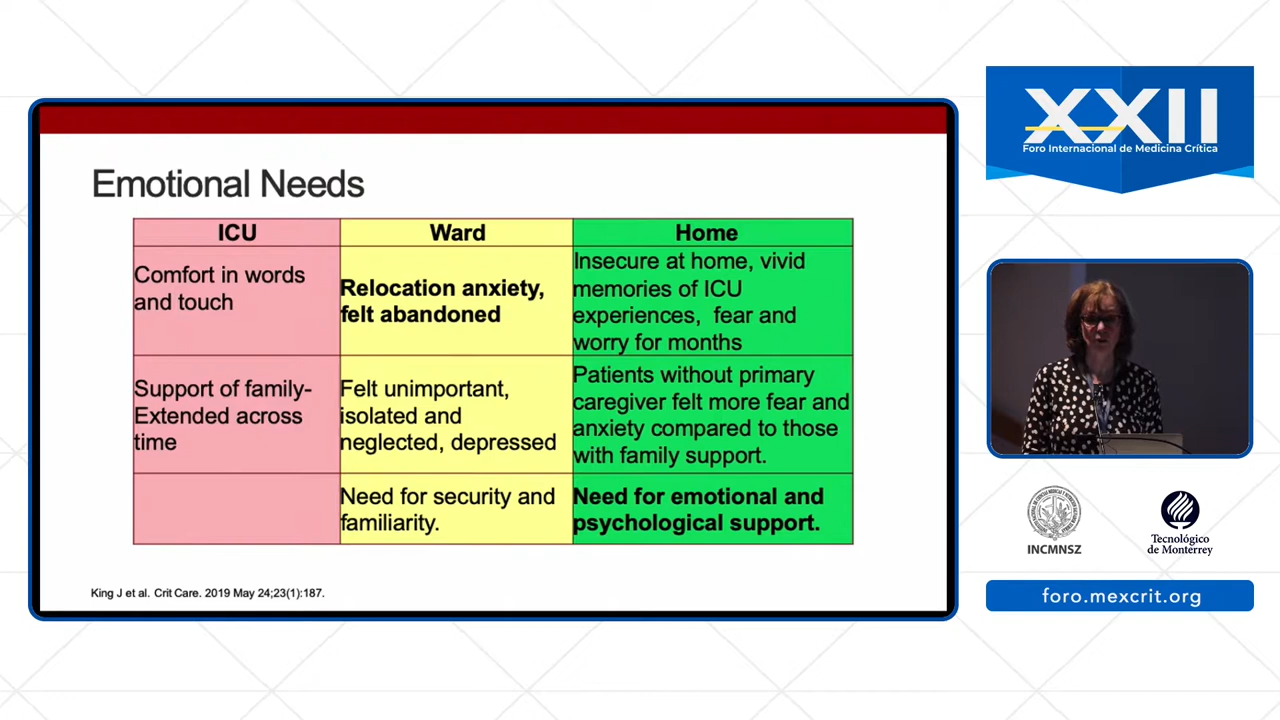 Emotional Needs
ICU
Ward
Home
Comfort in words
and touch
Relocation anxiety,
felt abandoned
Insecure at home, vivid
memories of ICU
experiences, fear and
worry for months
Support of family-
Extended across
time
Felt unimportant,
isolated and
neglected, depressed
Patients without primary
caregiver felt more fear and
anxiety compared to those
with family support.
Need for security and
familiarity.
Need for emotional and
psychological support.
King J et al. Crit Care. 2019 May 24;23(1):187.
XXII
Foro Internacional de Medicina Crítica
INCMNSZ
Tecnológico
de Monterrey
foro.mexcrit.org